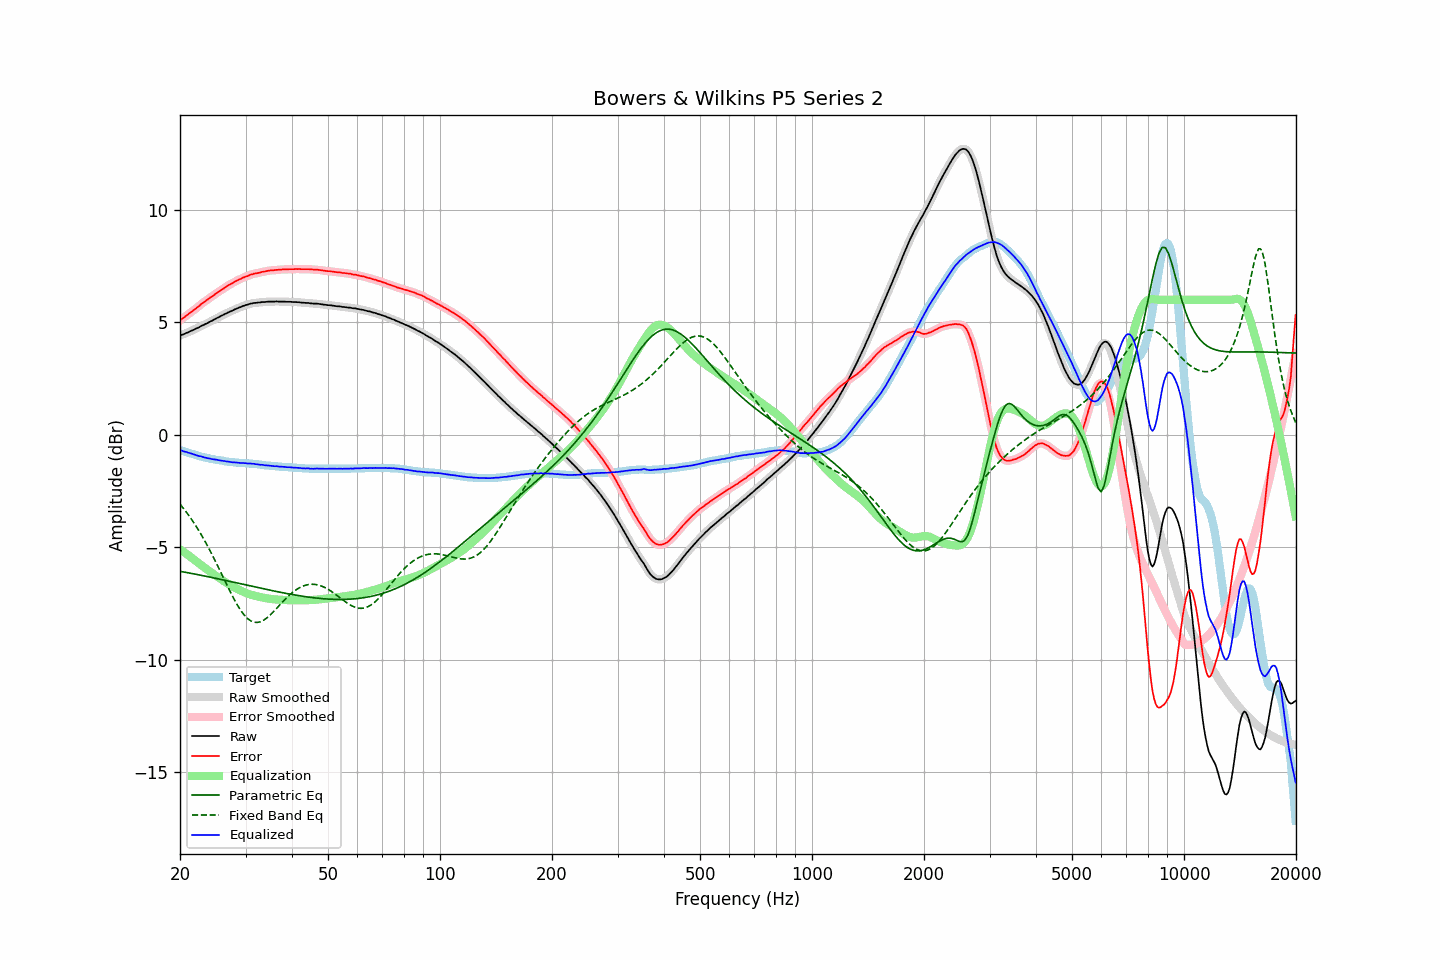 Bowers & Wilkins P5 Series 2
Amplitude (dBr)
10
5
0
−5
−10
−15
Target
Raw Smoothed
Error Smoothed
Raw
Error
Equalization
Parametric Eq
Fixed Band Eq
Equalized
20 50 100 200 500 1000 2000 5000 10000 20000
Frequency (Hz)